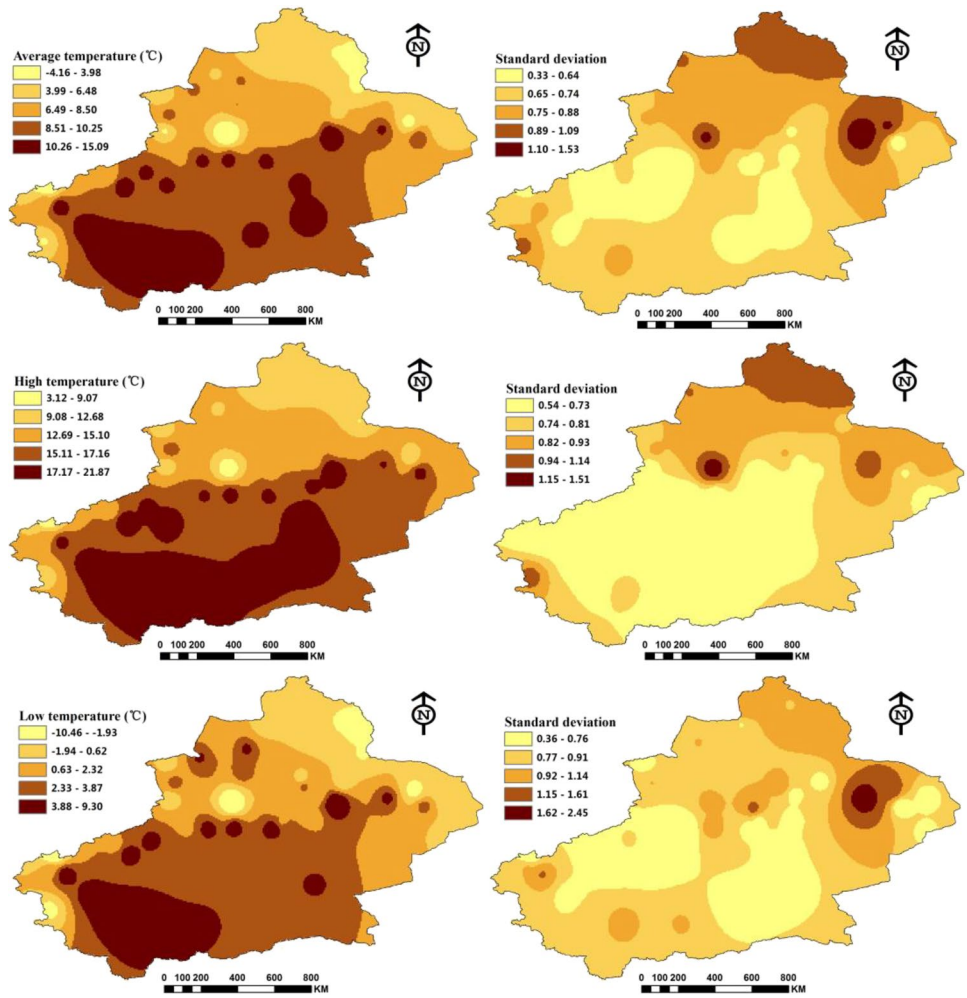 Average temperature (℃)
-4.16 - 3.98
3.99 - 6.48
6.49 - 8.50
8.51 - 10.25
10.26 - 15.09
N
0 100 200 400 600 800
KM
Standard deviation
0.33 - 0.64
0.65 - 0.74
0.75 - 0.88
0.89 - 1.09
1.10 - 1.53
N
0 100 200 400 600 800
KM
High temperature (℃)
3.12 - 9.07
9.08 - 12.68
12.69 - 15.10
15.11 - 17.16
17.17 - 21.87
N
0 100 200 400 600 800
KM
Standard deviation
0.54 - 0.73
0.74 - 0.81
0.82 - 0.93
0.94 - 1.14
1.15 - 1.51
N
0 100 200 400 600 800
KM
Low temperature (℃)
-10.46 - -1.93
-1.94 - 0.62
0.63 - 2.32
2.33 - 3.87
3.88 - 9.30
N
0 100 200 400 600 800
KM
Standard deviation
0.36 - 0.76
0.77 - 0.91
0.92 - 1.14
1.15 - 1.61
1.62 - 2.45
N
0 100 200 400 600 800
KM